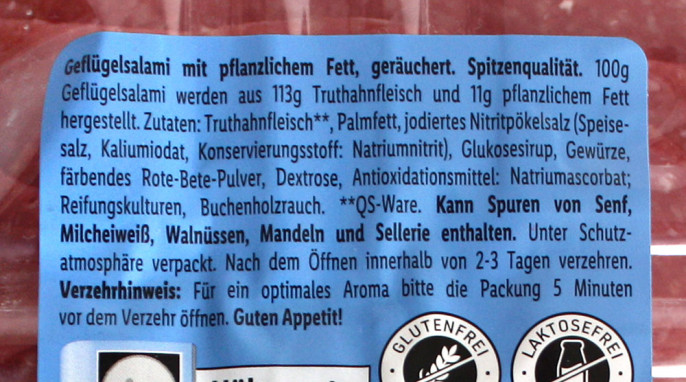 Geflügelsalami mit pflanzlichem Fett, geräuchert. Spitzenqualität. 100g
Geflügelsalami werden aus 113g Truthahnfleisch und 11g pflanzlichem Fett
hergestellt. Zutaten: Truthahnfleisch**, Palmfett, jodiertes Nitritpökelsalz (Speise-
salz, Kaliumiodat, Konservierungsstoff: Natriumnitrit), Glukosesirup, Gewürze,
färbendes Rote-Bete-Pulver, Dextrose, Antioxidationsmittel: Natriumascorbat;
Reifungskulturen, Buchenholzrauch. **QS-Ware. Kann Spuren von Senf,
Milcheiweiß, Walnüssen, Mandeln und Sellerie enthalten. Unter Schutz-
atmosphäre verpackt. Nach dem Öffnen innerhalb von 2-3 Tagen verzehren.
Verzehrhinweis: Für ein optimales Aroma bitte die Packung 5 Minuten
vor dem Verzehr öffnen. Guten Appetit!
GLUTENFREI
LAKTOSEFREI